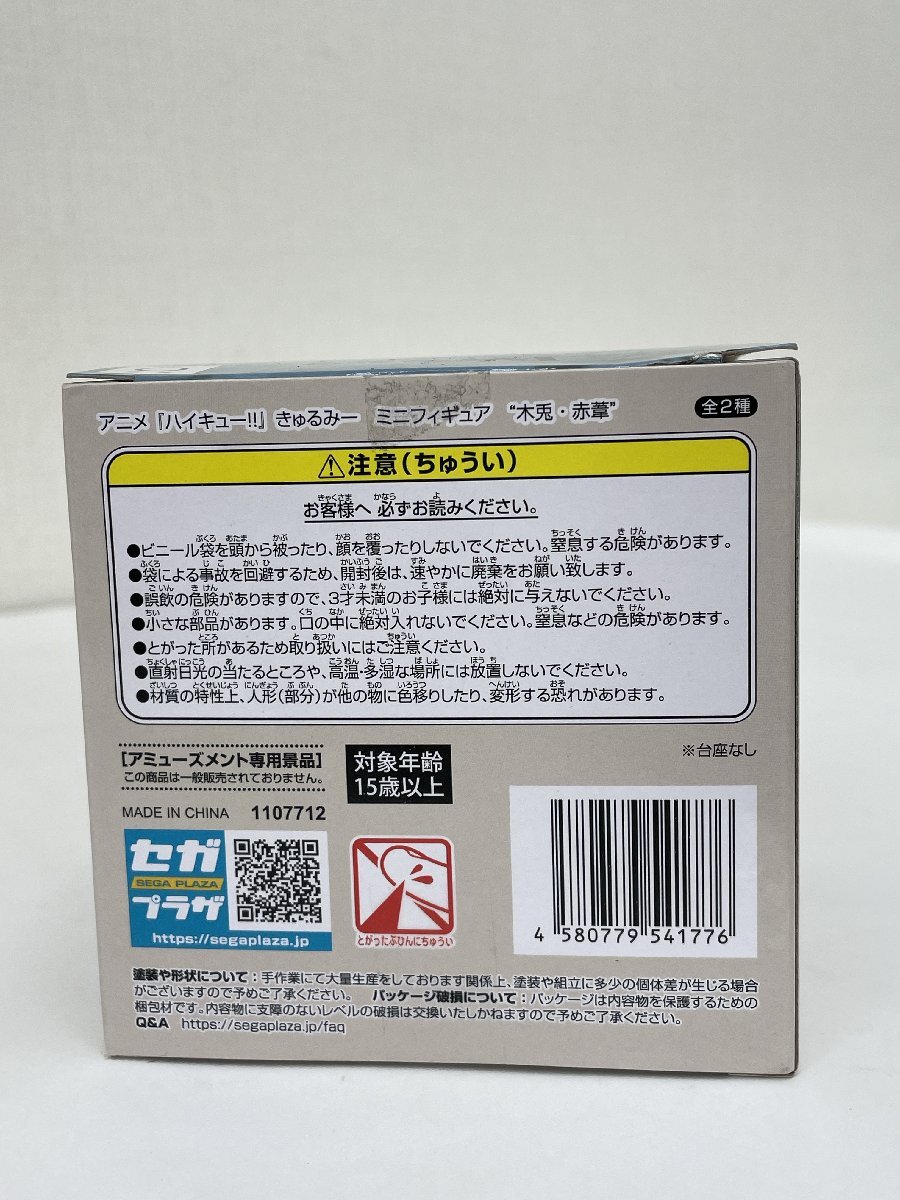 アニメ『ハイキュー!!』きゅるみー ミニフィギュア “木兎・赤葦” 全2種
⚠注意(ちゅうい)
お客様へ 必ずお読みください。
●ビニール袋を頭から被ったり、顔を覆ったりしないでください。窒息する危険があります。
●袋による事故を回避するため、開封後は、速やかに廃棄をお願い致します。
●誤飲の危険がありますので、3才未満のお子様には絶対に与えないでください。
●小さな部品があります。口の中に絶対入れないでください。窒息などの危険があります。
●とがった所があるため取り扱いにはご注意ください。
●直射日光の当たるところや、高温・多湿な場所には放置しないでください。
●材質の特性上、人形(部分)が他の物に色移りしたり、変形する恐れがあります。
※台座なし
[アミューズメント専用景品]
この商品は一般販売されておりません。
対象年齢
15歳以上
MADE IN CHINA 1107712
セガ
SEGA PLAZA
プラザ
https://segaplaza.jp
とがったぶひんにちゅうい
4 580779 541776
塗装や形状について:手作業にて大量生産をしております関係上、塗装や組立に多少の個体差が生じる場合
がございますので予めご了承ください。 パッケージ破損について:パッケージは内容物を保護するための
梱包材です。内容物に支障のないレベルの破損は交換いたしかねますので予めご了承ください。
Q&A https://segaplaza.jp/faq